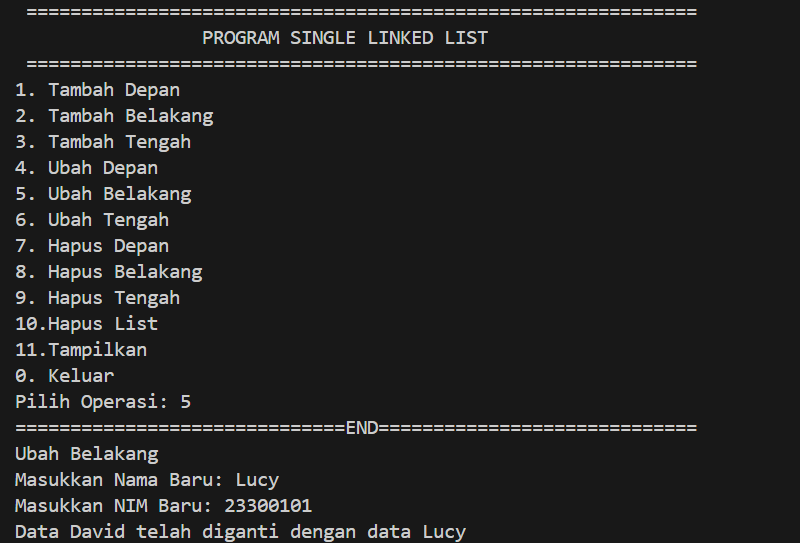 =============================================================
PROGRAM SINGLE LINKED LIST
=============================================================
1. Tambah Depan
2. Tambah Belakang
3. Tambah Tengah
4. Ubah Depan
5. Ubah Belakang
6. Ubah Tengah
7. Hapus Depan
8. Hapus Belakang
9. Hapus Tengah
10.Hapus List
11.Tampilkan
0. Keluar
Pilih Operasi: 5
==============================END=============================
Ubah Belakang
Masukkan Nama Baru: Lucy
Masukkan NIM Baru: 23300101
Data David telah diganti dengan data Lucy